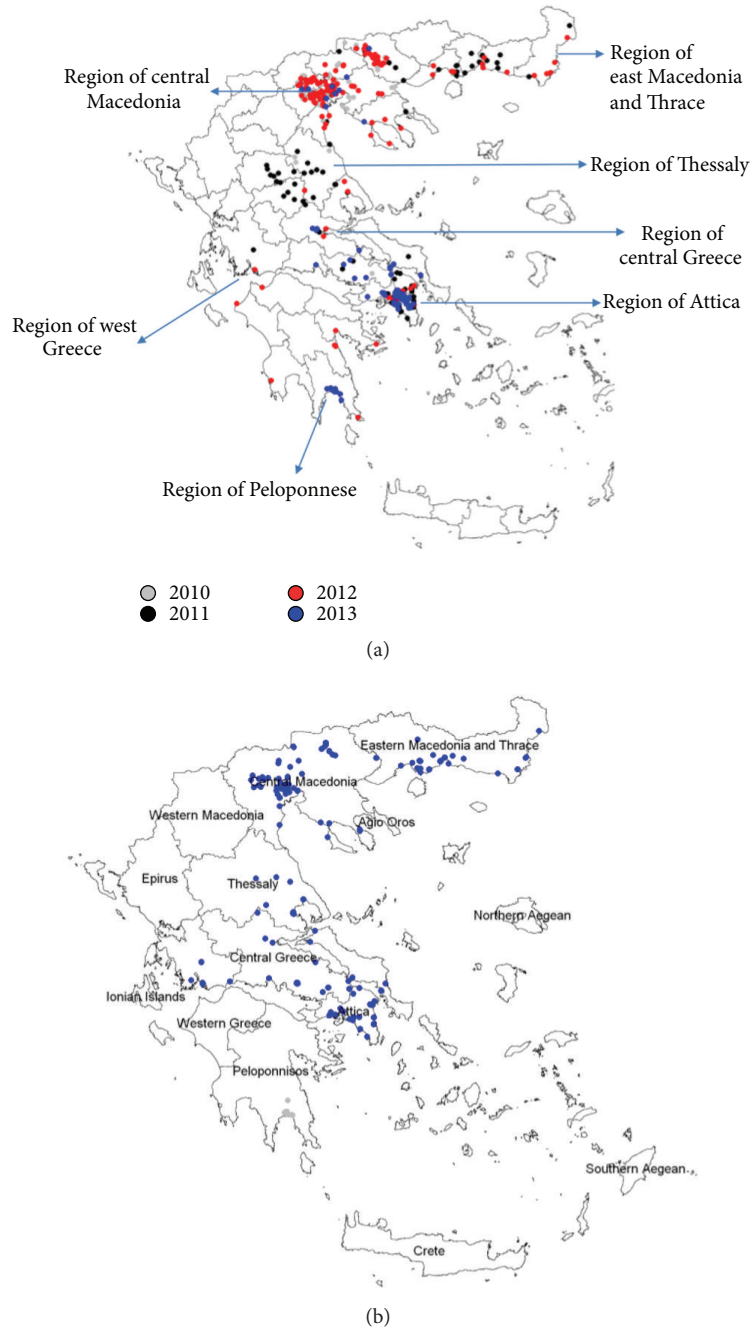 Region of central
Macedonia
Region of
east Macedonia
and Thrace
Region of Thessaly
Region of
central Greece
Region of Attica
Region of west
Greece
Region of Peloponnese
2010
2012
2011
2013
(a)
Eastern Macedonia and Thrace
Central Macedonia
Western Macedonia
Agio Oros
Epirus
Thessaly
Northern Aegean
Central Greece
Ionian Islands
Attica
Western Greece
Peloponnisos
Southern Aegean
Crete
(b)